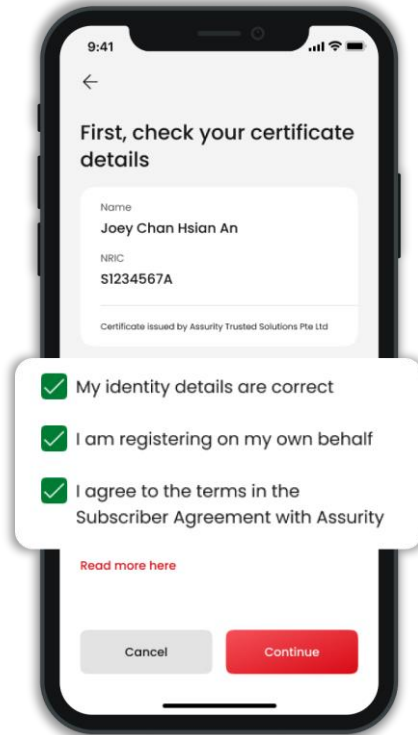 9:41
First, check your certificate
details
Name
Joey Chan Hsian An
NRIC
S1234567A
Certificate issued by Assurity Trusted Solutions Pte Ltd
My identity details are correct
I am registering on my own behalf
I agree to the terms in the
Subscriber Agreement with Assurity
Read more here
Cancel
Continue